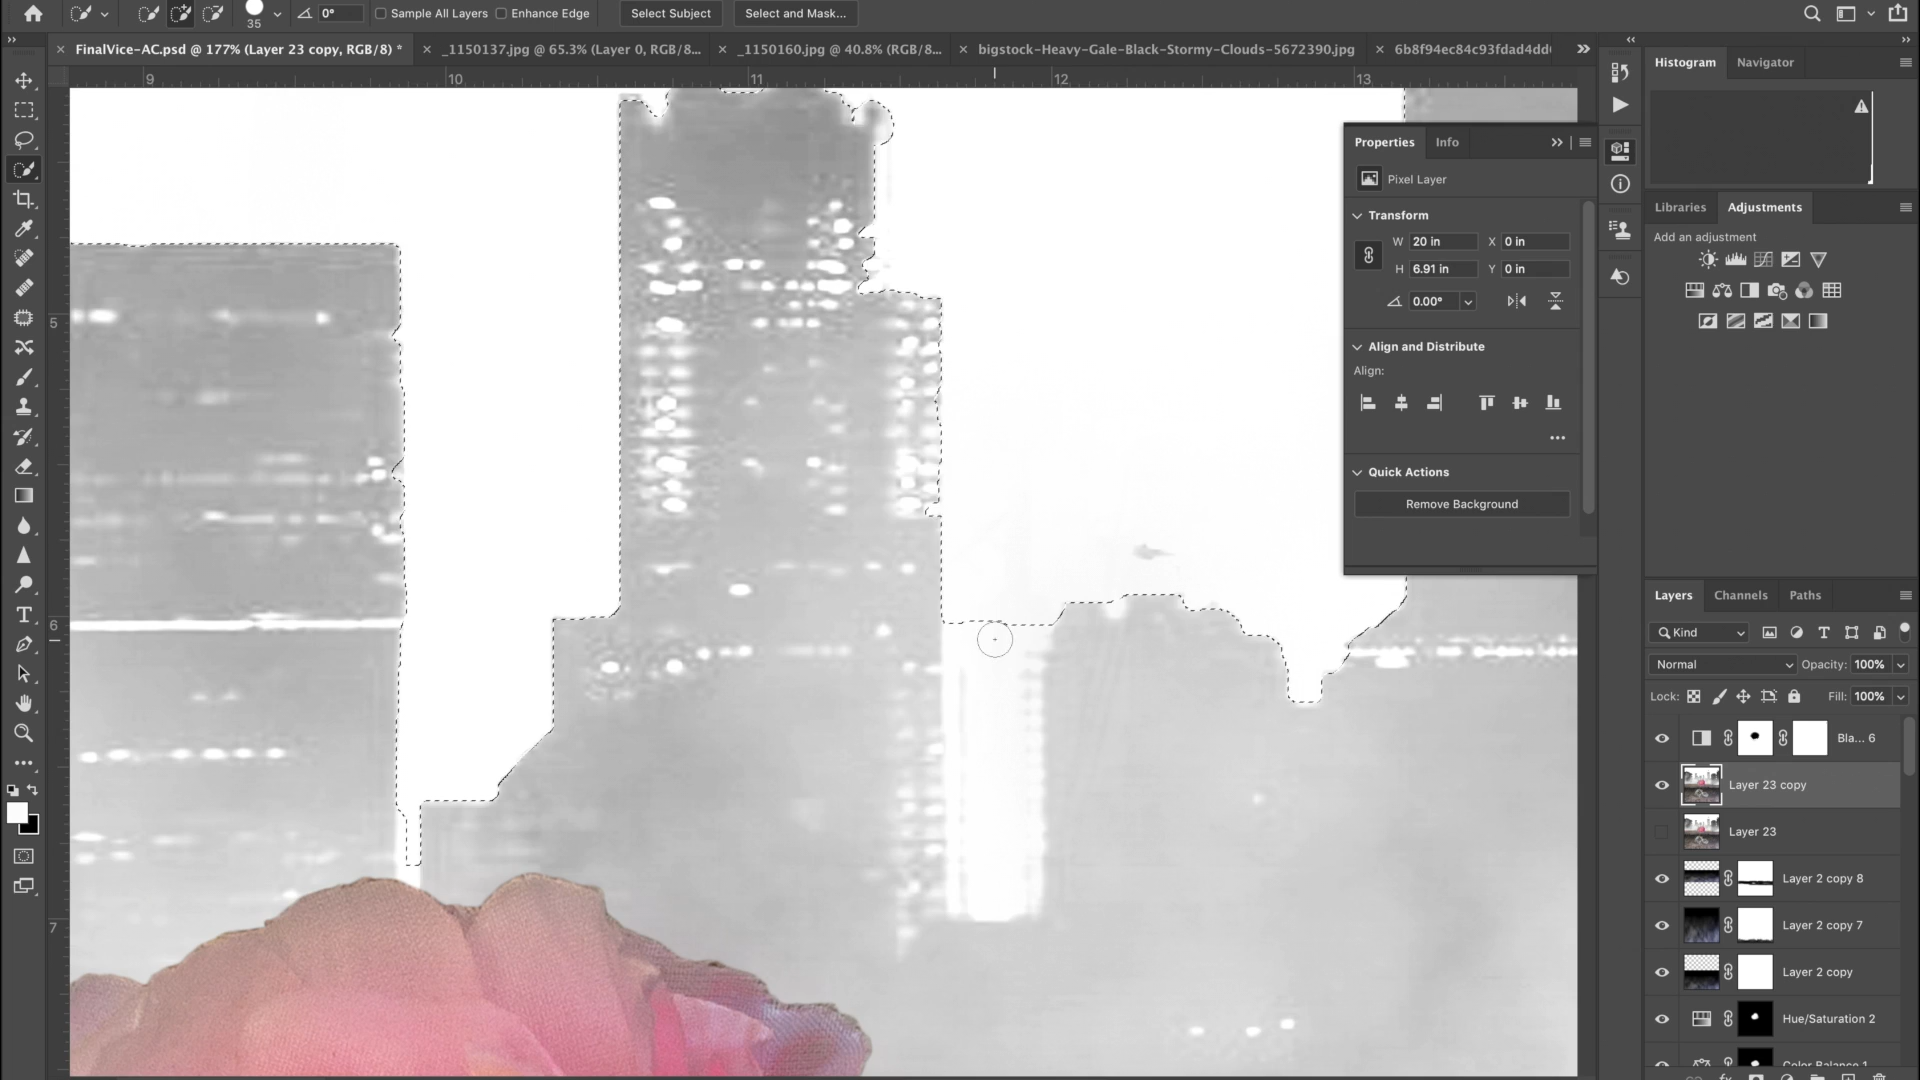 35
0°
Sample All Layers
Enhance Edge
Select Subject
Select and Mask...
FinalVice-AC.psd @ 177% (Layer 23 copy, RGB/8) *
_1150137.jpg @ 65.3% (Layer 0, RGB/8...
_1150160.jpg @ 40.8% (RGB/8...
bigstock-Heavy-Gale-Black-Stormy-Clouds-5672390.jpg
9
10
11
12
13
5
6
7
Properties
Info
Pixel Layer
Transform
W 20 in
X 0 in
H 6.91 in
Y 0 in
0.00°
Align and Distribute
Align:
Quick Actions
Remove Background
Histogram
Navigator
Libraries
Adjustments
Add an adjustment
Layers
Channels
Paths
Kind
Normal
Opacity: 100%
Lock:
Fill: 100%
Bla... 6
Layer 23 copy
Layer 23
Layer 2 copy 8
Layer 2 copy 7
Layer 2 copy
Hue/Saturation 2
Color Balance 1